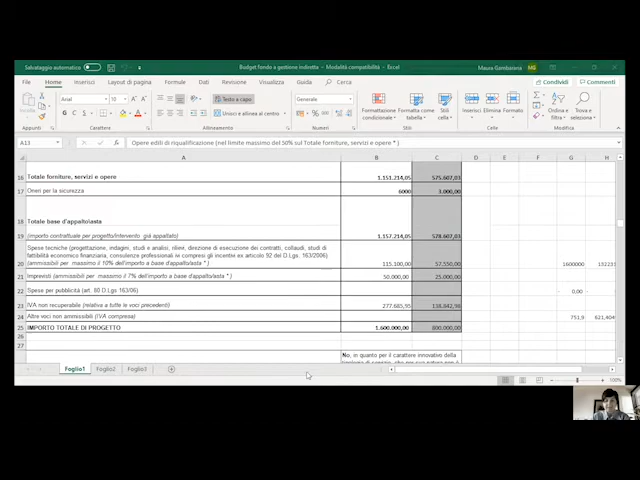 Salvataggio automatico
Budget fondo a gestione indiretta - Modalità compatibilità - Excel
Maura Gambarana MG
File Home Inserisci Layout di pagina Formule Dati Revisione Visualizza Guida Cerca Condividi Commenti
Incolla
Arial 10
Testo a capo
Generale
Unisci e allinea al centro
Formattazione condizionale
Formatta come tabella
Stili cella
Inserisci Elimina Formato
Ordina e filtra
Trova e seleziona
Appunti Carattere Allineamento Numeri Stili Celle Modifica
A13 Opere edili di riqualificazione (nel limite massimo del 50% sul Totale forniture, servizi e opere * )
A B C D E F G H
16 Totale forniture, servizi e opere 1.151.214,05 575.607,03
17 Oneri per la sicurezza 6000 3.000,00
18 Totale base d'appalto\asta
19 (importo contrattuale per progetto/intervento già appaltato) 1.157.214,05 578.607,03
Spese tecniche (progettazione, indagini, studi e analisi, rilievi, direzione di esecuzione dei contratti, collaudi, studi di
fattibilità economico finanziaria, consulenze professionali ivi compresi gli incentivi ex articolo 92 del D.Lgs. 163/2006)
20 (ammissibili per massimo il 10% dell'importo a base d'appalto/asta * ) 115.100,00 57.550,00 1600000
21 Imprevisti (ammissibili per massimo il 7% dell'importo a base d'appalto/asta * ) 50.000,00 25.000,00
22 Spese per pubblicità (art. 80 D.Lgs 163/06) 0,00
23 IVA non recuperabile (relativa a tutte le voci precedenti) 277.685,95 138.842,98
24 Altre voci non ammissibili (IVA compresa) 751,9
25 IMPORTO TOTALE DI PROGETTO 1.600.000,00 800.000,00
26
27
No, in quanto per il carattere innovativo della
Foglio1 Foglio2 Foglio3
100%